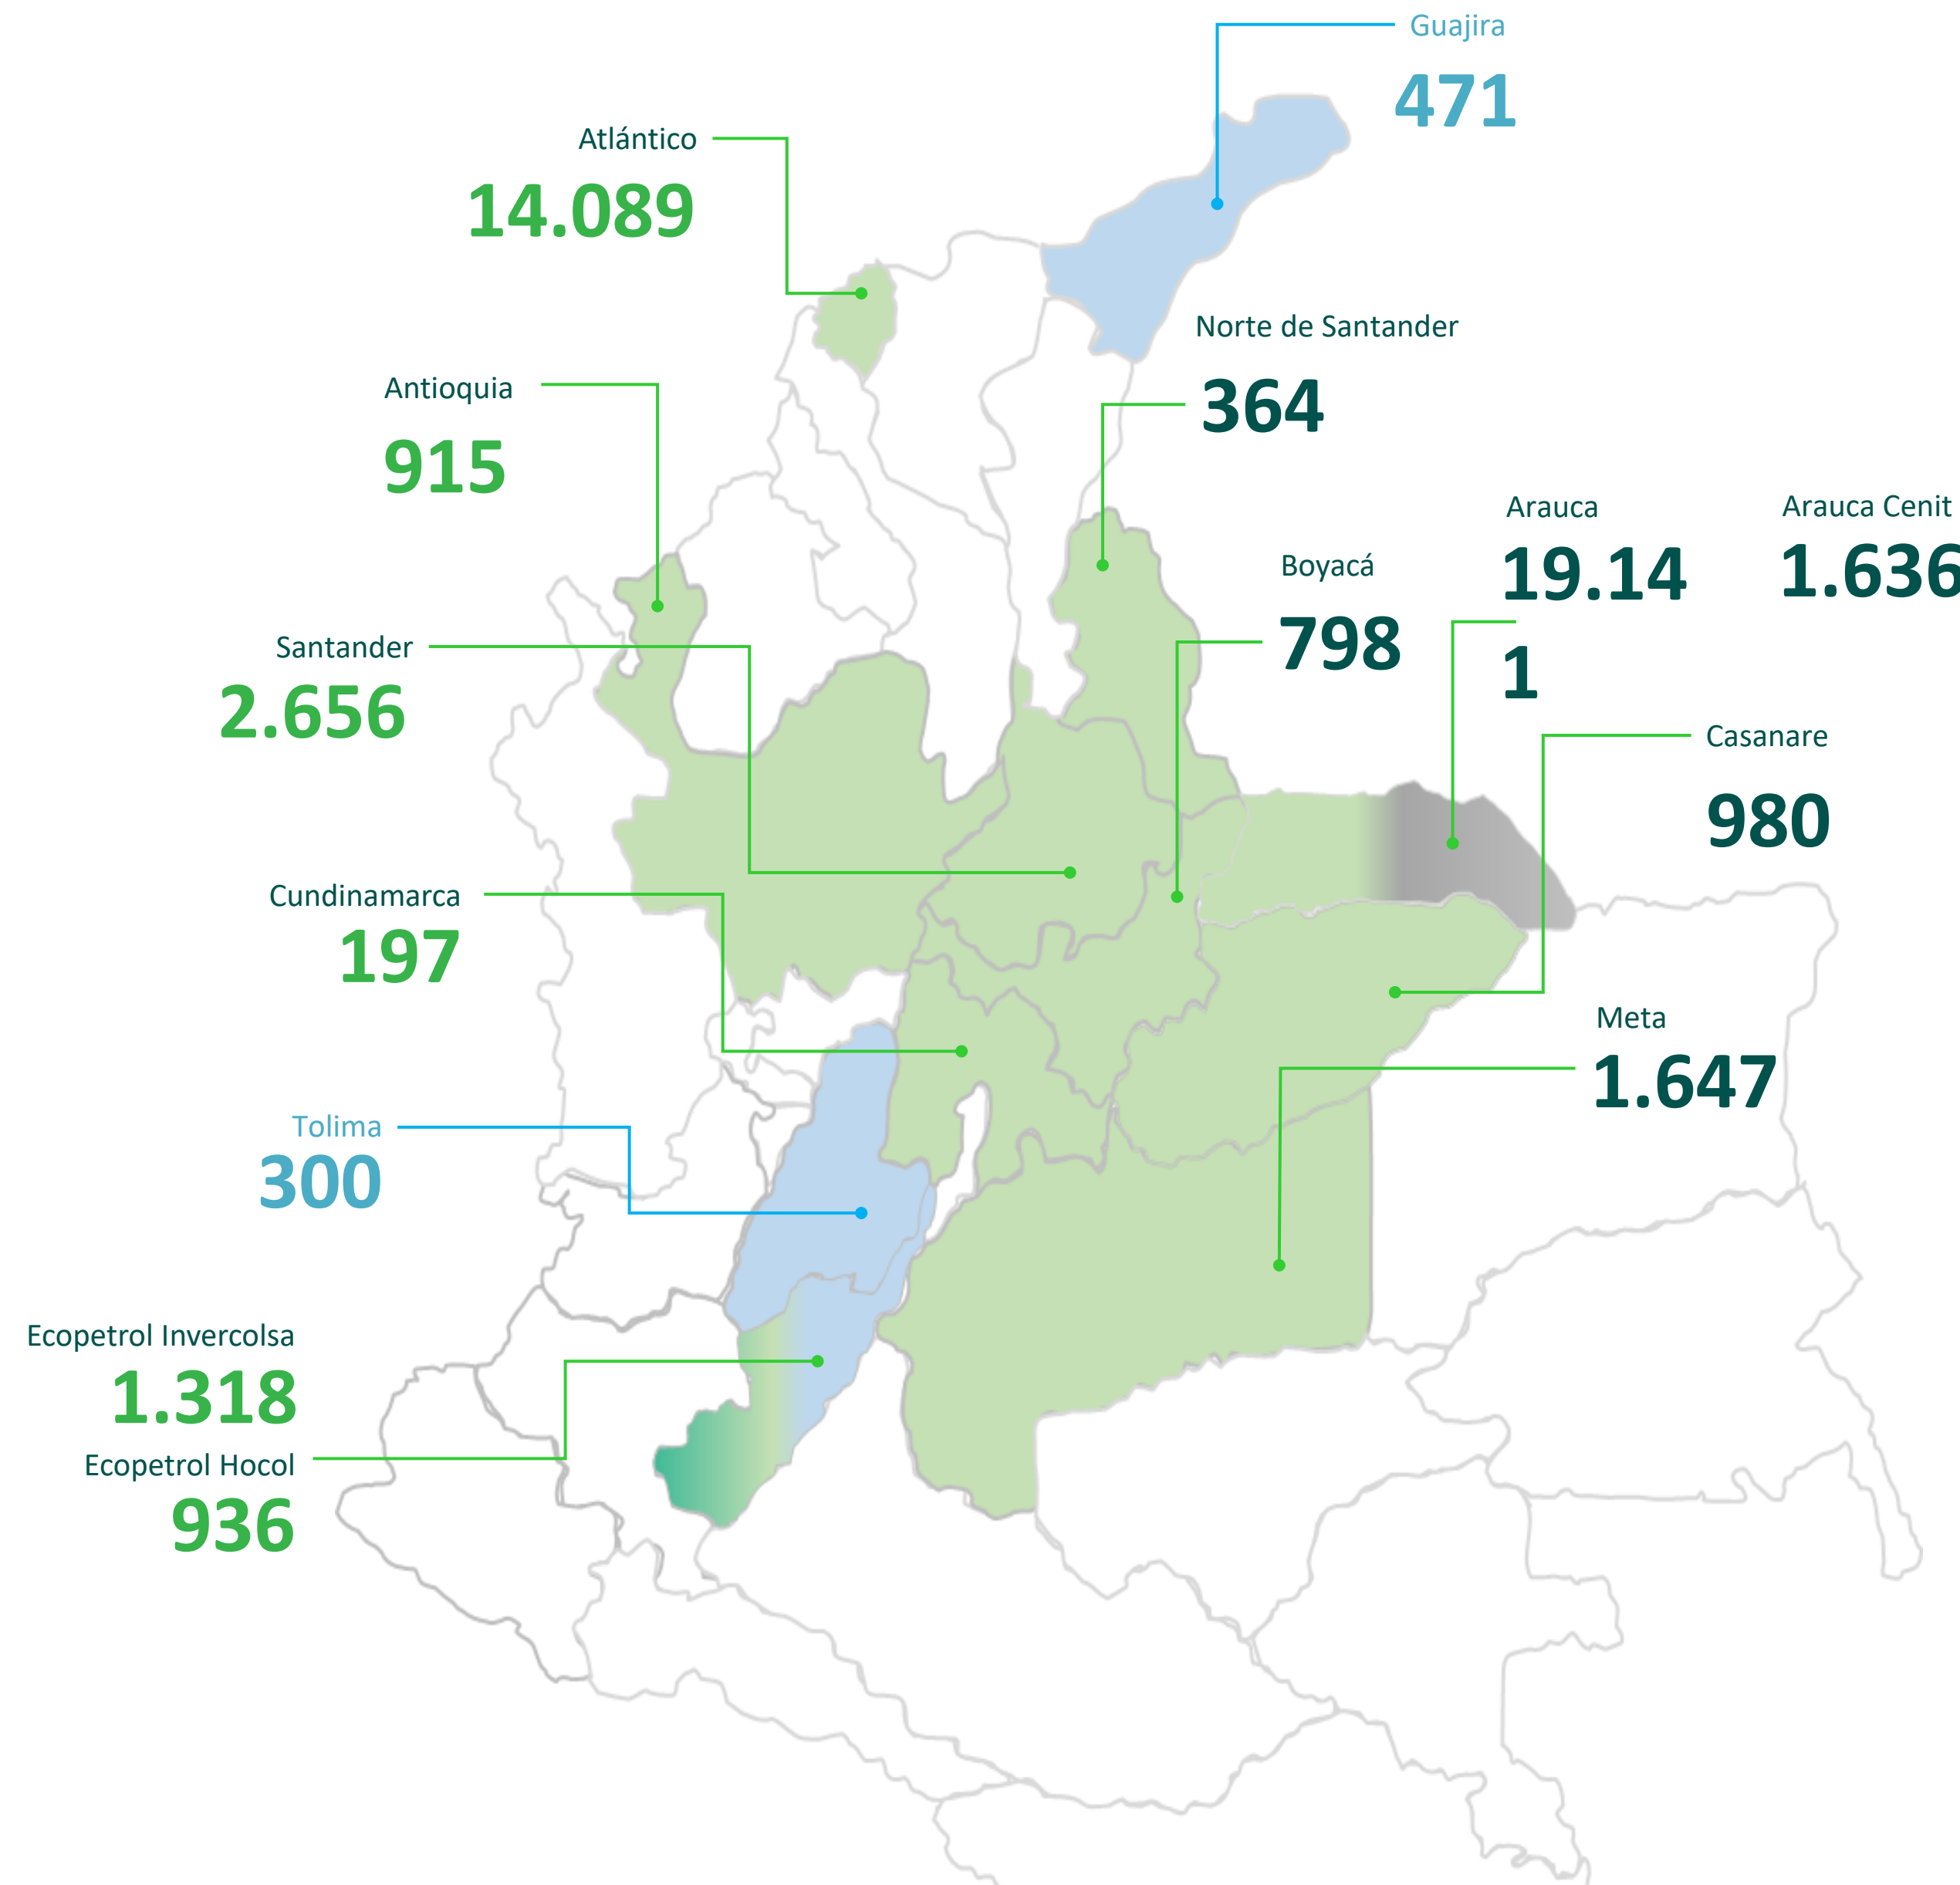 Guajira
471
Atlántico
14.089
Norte de Santander
364
Antioquia
915
Arauca
19.14
1
Arauca Cenit
1.636
Boyacá
798
Santander
2.656
Casanare
980
Cundinamarca
197
Meta
1.647
Tolima
300
Ecopetrol Invercolsa
1.318
Ecopetrol Hocol
936